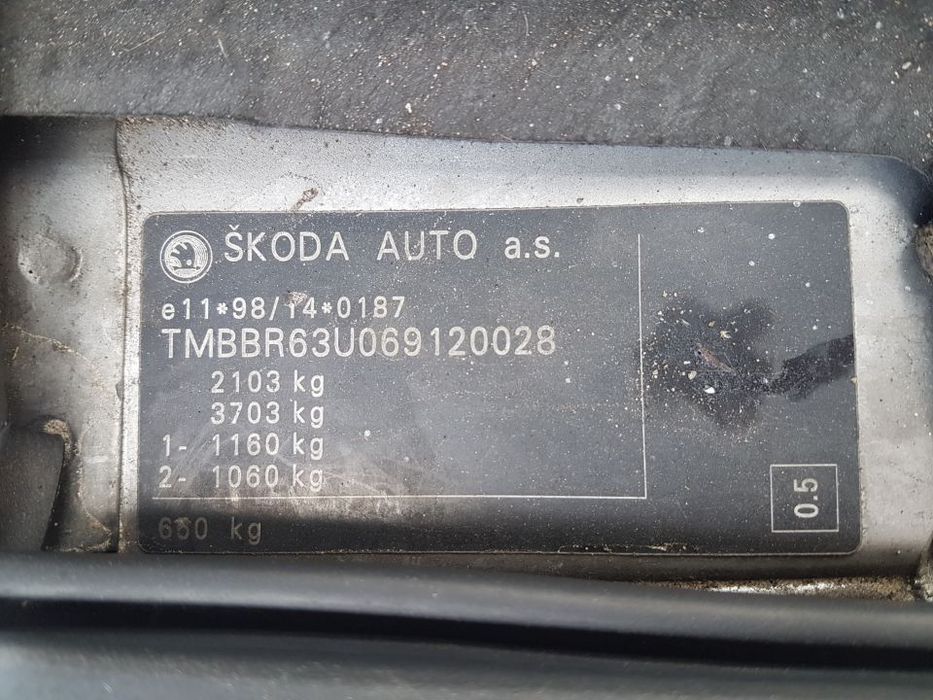 ŠKODA AUTO a.s.
e11*98/14*0187
TMBBR63U069120028
2103 kg
3703 kg
1- 1160 kg
2- 1060 kg
650 kg
0.5